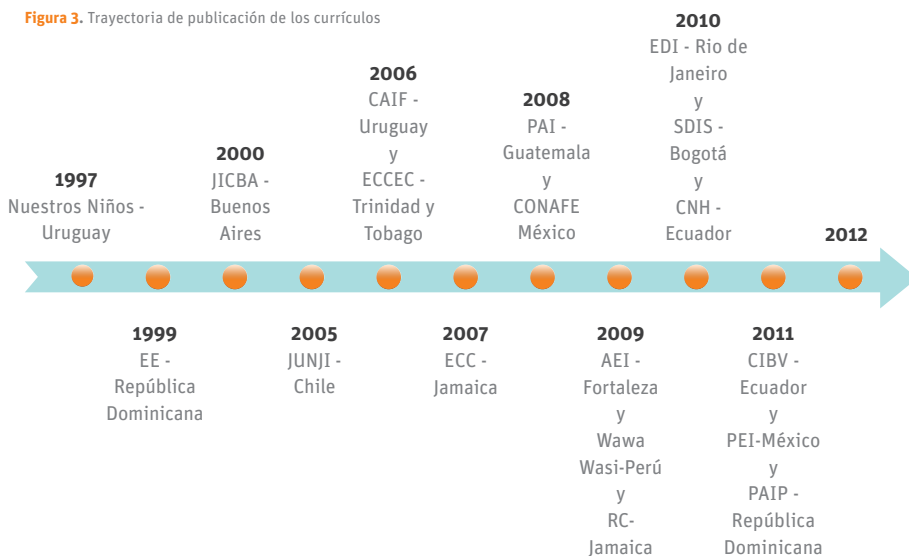 Figura 3. Trayectoria de publicación de los currículos
1997
Nuestros Niños -
Uruguay
1999
EE -
República
Dominicana
2000
JICBA -
Buenos
Aires
2005
JUNJI -
Chile
2006
CAIF -
Uruguay
y
ECCEC -
Trinidad y
Tobago
2007
ECC -
Jamaica
2008
PAI -
Guatemala
y
CONAFE
México
2009
AEI -
Fortaleza
y
Wawa
Wasi-Perú
y
RC-
Jamaica
2010
EDI - Rio de
Janeiro
y
SDIS -
Bogotá
y
CNH -
Ecuador
2011
CIBV -
Ecuador
y
PEI-México
y
PAIP -
República
Dominicana
2012